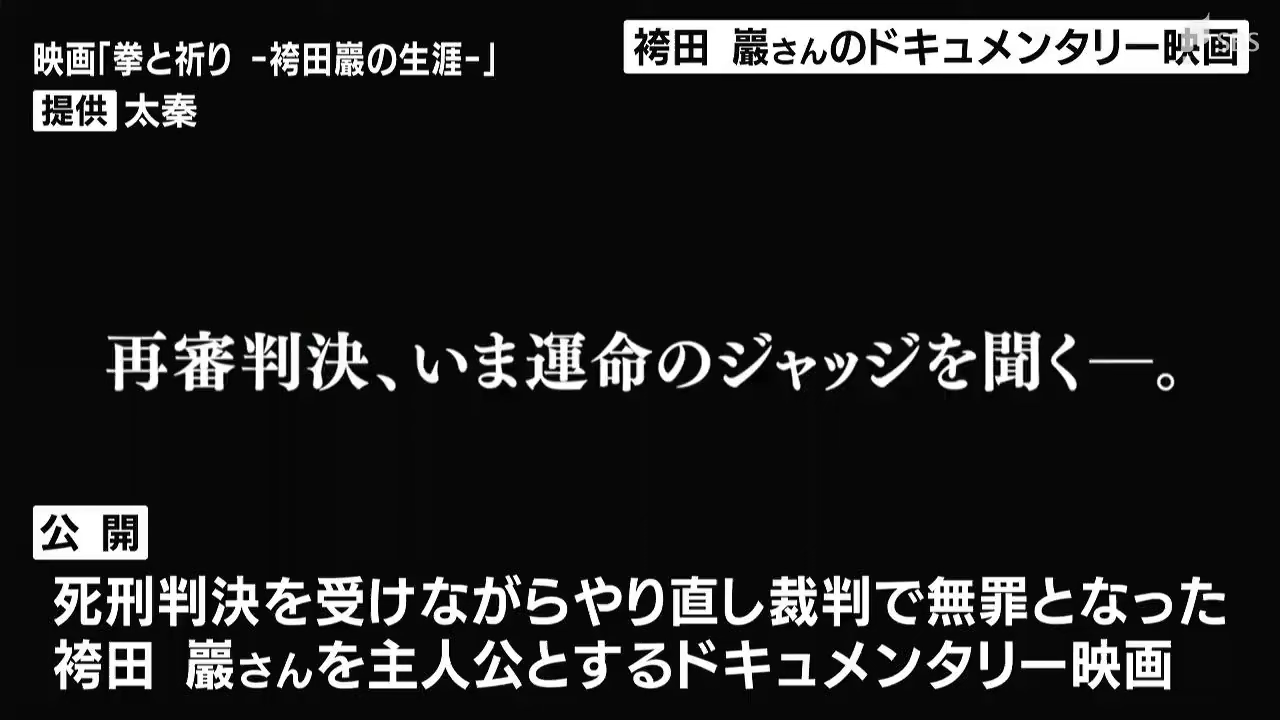 映画「拳と祈り -袴田巖の生涯-」
提供 太秦
袴田 巖さんのドキュメンタリー映画
SBS
再審判決、いま運命のジャッジを聞く―。
公開
死刑判決を受けながらやり直し裁判で無罪となった
袴田 巖さんを主人公とするドキュメンタリー映画